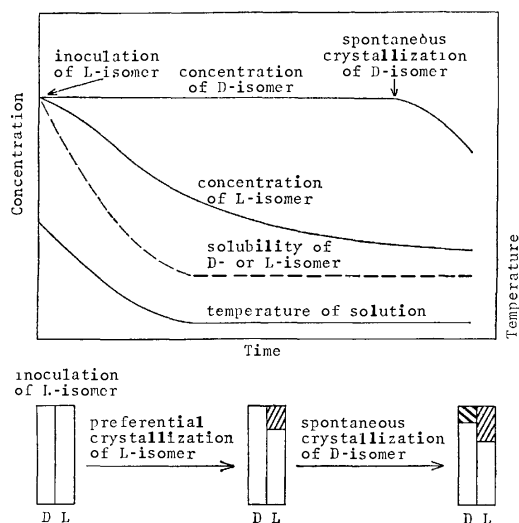 inoculation
of L-isomer
spontaneous
crystallization
of D-isomer
concentration
of D-isomer
concentration
of L-isomer
solubility of
D- or L-isomer
temperature of solution
Concentration
Temperature
Time
inoculation
of L-isomer
preferential
crystallization
of L-isomer
spontaneous
crystallization
of D-isomer
D L
D L
D L